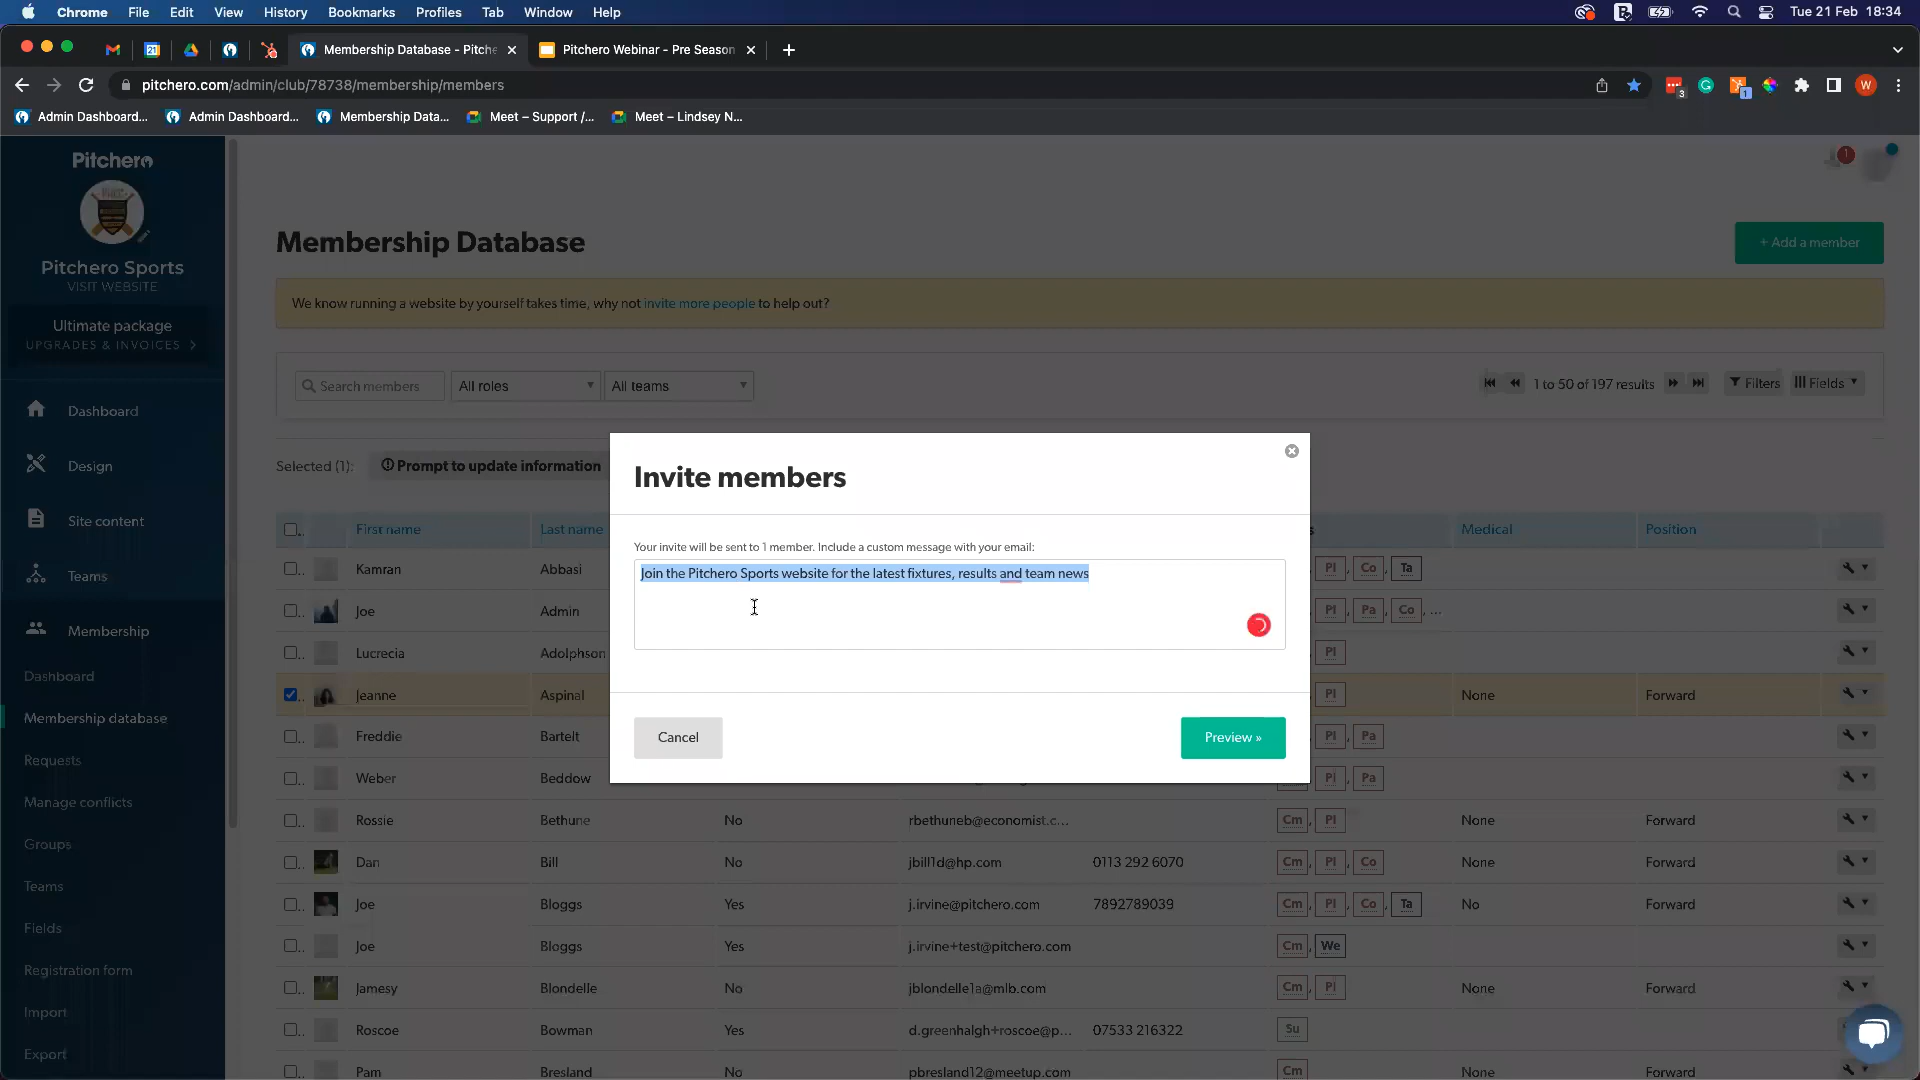 Chrome File Edit View History Bookmarks Profiles Tab Window Help Tue 21 Feb 18:34
Membership Database - Pitche Pitchero Webinar - Pre Season
pitchero.com/admin/club/78738/membership/members
3 1 W
Admin Dashboard... Admin Dashboard... Membership Data... Meet – Support /... Meet – Lindsey N...
Pitchero
1
Membership Database
+ Add a member
Pitchero Sports
VISIT WEBSITE
We know running a website by yourself takes time, why not invite more people to help out?
Ultimate package
UPGRADES & INVOICES >
Search members All roles All teams 1 to 50 of 197 results Filters Fields
Dashboard
Design
Site content
Teams
Membership
Dashboard
Membership database
Requests
Manage conflicts
Groups
Teams
Fields
Registration form
Import
Export
Selected (1): Prompt to update information
Invite members
Your invite will be sent to 1 member. Include a custom message with your email:
Join the Pitchero Sports website for the latest fixtures, results and team news
Cancel Preview »
First name Last name Medical Position
Kamran Abbasi Pl, Co, Ta
Joe Admin Pl, Pa, Co, ...
Lucrecia Adolphson Pl
Jeanne Aspinal Pl None Forward
Freddie Bartelt Pl, Pa
Weber Beddow Pl, Pa
Rossie Bethune No rbethuneb@economist.c... Cm, Pl None Forward
Dan Bill No jbill1d@hp.com 0113 292 6070 Cm, Pl, Co None Forward
Joe Bloggs Yes j.irvine@pitchero.com 7892789039 Cm, Pl, Co, Ta No Forward
Joe Bloggs Yes j.irvine+test@pitchero.com Cm, We
Jamesy Blondelle No jblondelle1a@mlb.com Cm, Pl None Forward
Roscoe Bowman Yes d.greenhalgh+roscoe@p... 07533 216322 Su
Pam Bresland No pbresland12@meetup.com Cm None Forward